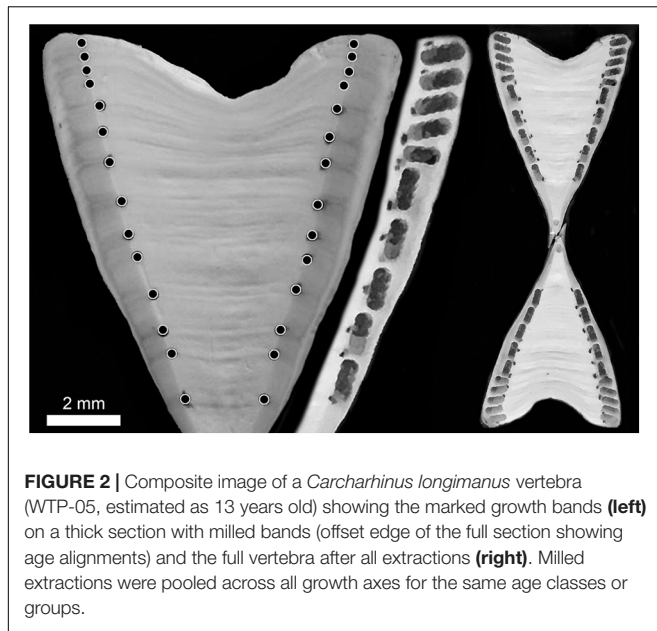 2 mm
FIGURE 2 | Composite image of a Carcharhinus longimanus vertebra
(WTP-05, estimated as 13 years old) showing the marked growth bands (left)
on a thick section with milled bands (offset edge of the full section showing
age alignments) and the full vertebra after all extractions (right). Milled
extractions were pooled across all growth axes for the same age classes or
groups.